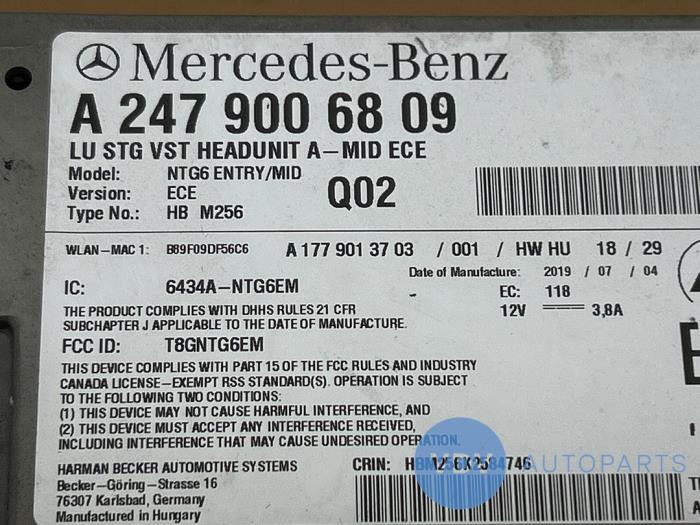 Mercedes-Benz
A 247 900 68 09
LU STG VST HEADUNIT A-MID ECE
Model: NTG6 ENTRY/MID
Version: ECE
Q02
Type No.: HB M256
WLAN-MAC 1: B89F09DF56C6 A 177 901 37 03 / 001 / HW HU 18 / 29
Date of Manufacture: 2019 / 07 / 04
IC: 6434A-NTG6EM
EC: 118
12V 3,8A
THE PRODUCT COMPLIES WITH DHHS RULES 21 CFR
SUBCHAPTER J APPLICABLE TO THE DATE OF MANUFACTURE.
FCC ID: T8GNTG6EM
THIS DEVICE COMPLIES WITH PART 15 OF THE FCC RULES AND INDUSTRY
CANADA LICENSE-EXEMPT RSS STANDARD(S). OPERATION IS SUBJECT
TO THE FOLLOWING TWO CONDITIONS:
(1) THIS DEVICE MAY NOT CAUSE HARMFUL INTERFERENCE, AND
(2) THIS DEVICE MUST ACCEPT ANY INTERFERENCE RECEIVED,
INCLUDING INTERFERENCE THAT MAY CAUSE UNDESIRED OPERATION.
HARMAN BECKER AUTOMOTIVE SYSTEMS
CRIN: HBM256X2584746
AUTOPARTS
Becker-Göring-Strasse 16
76307 Karlsbad, Germany
Manufactured in Hungary